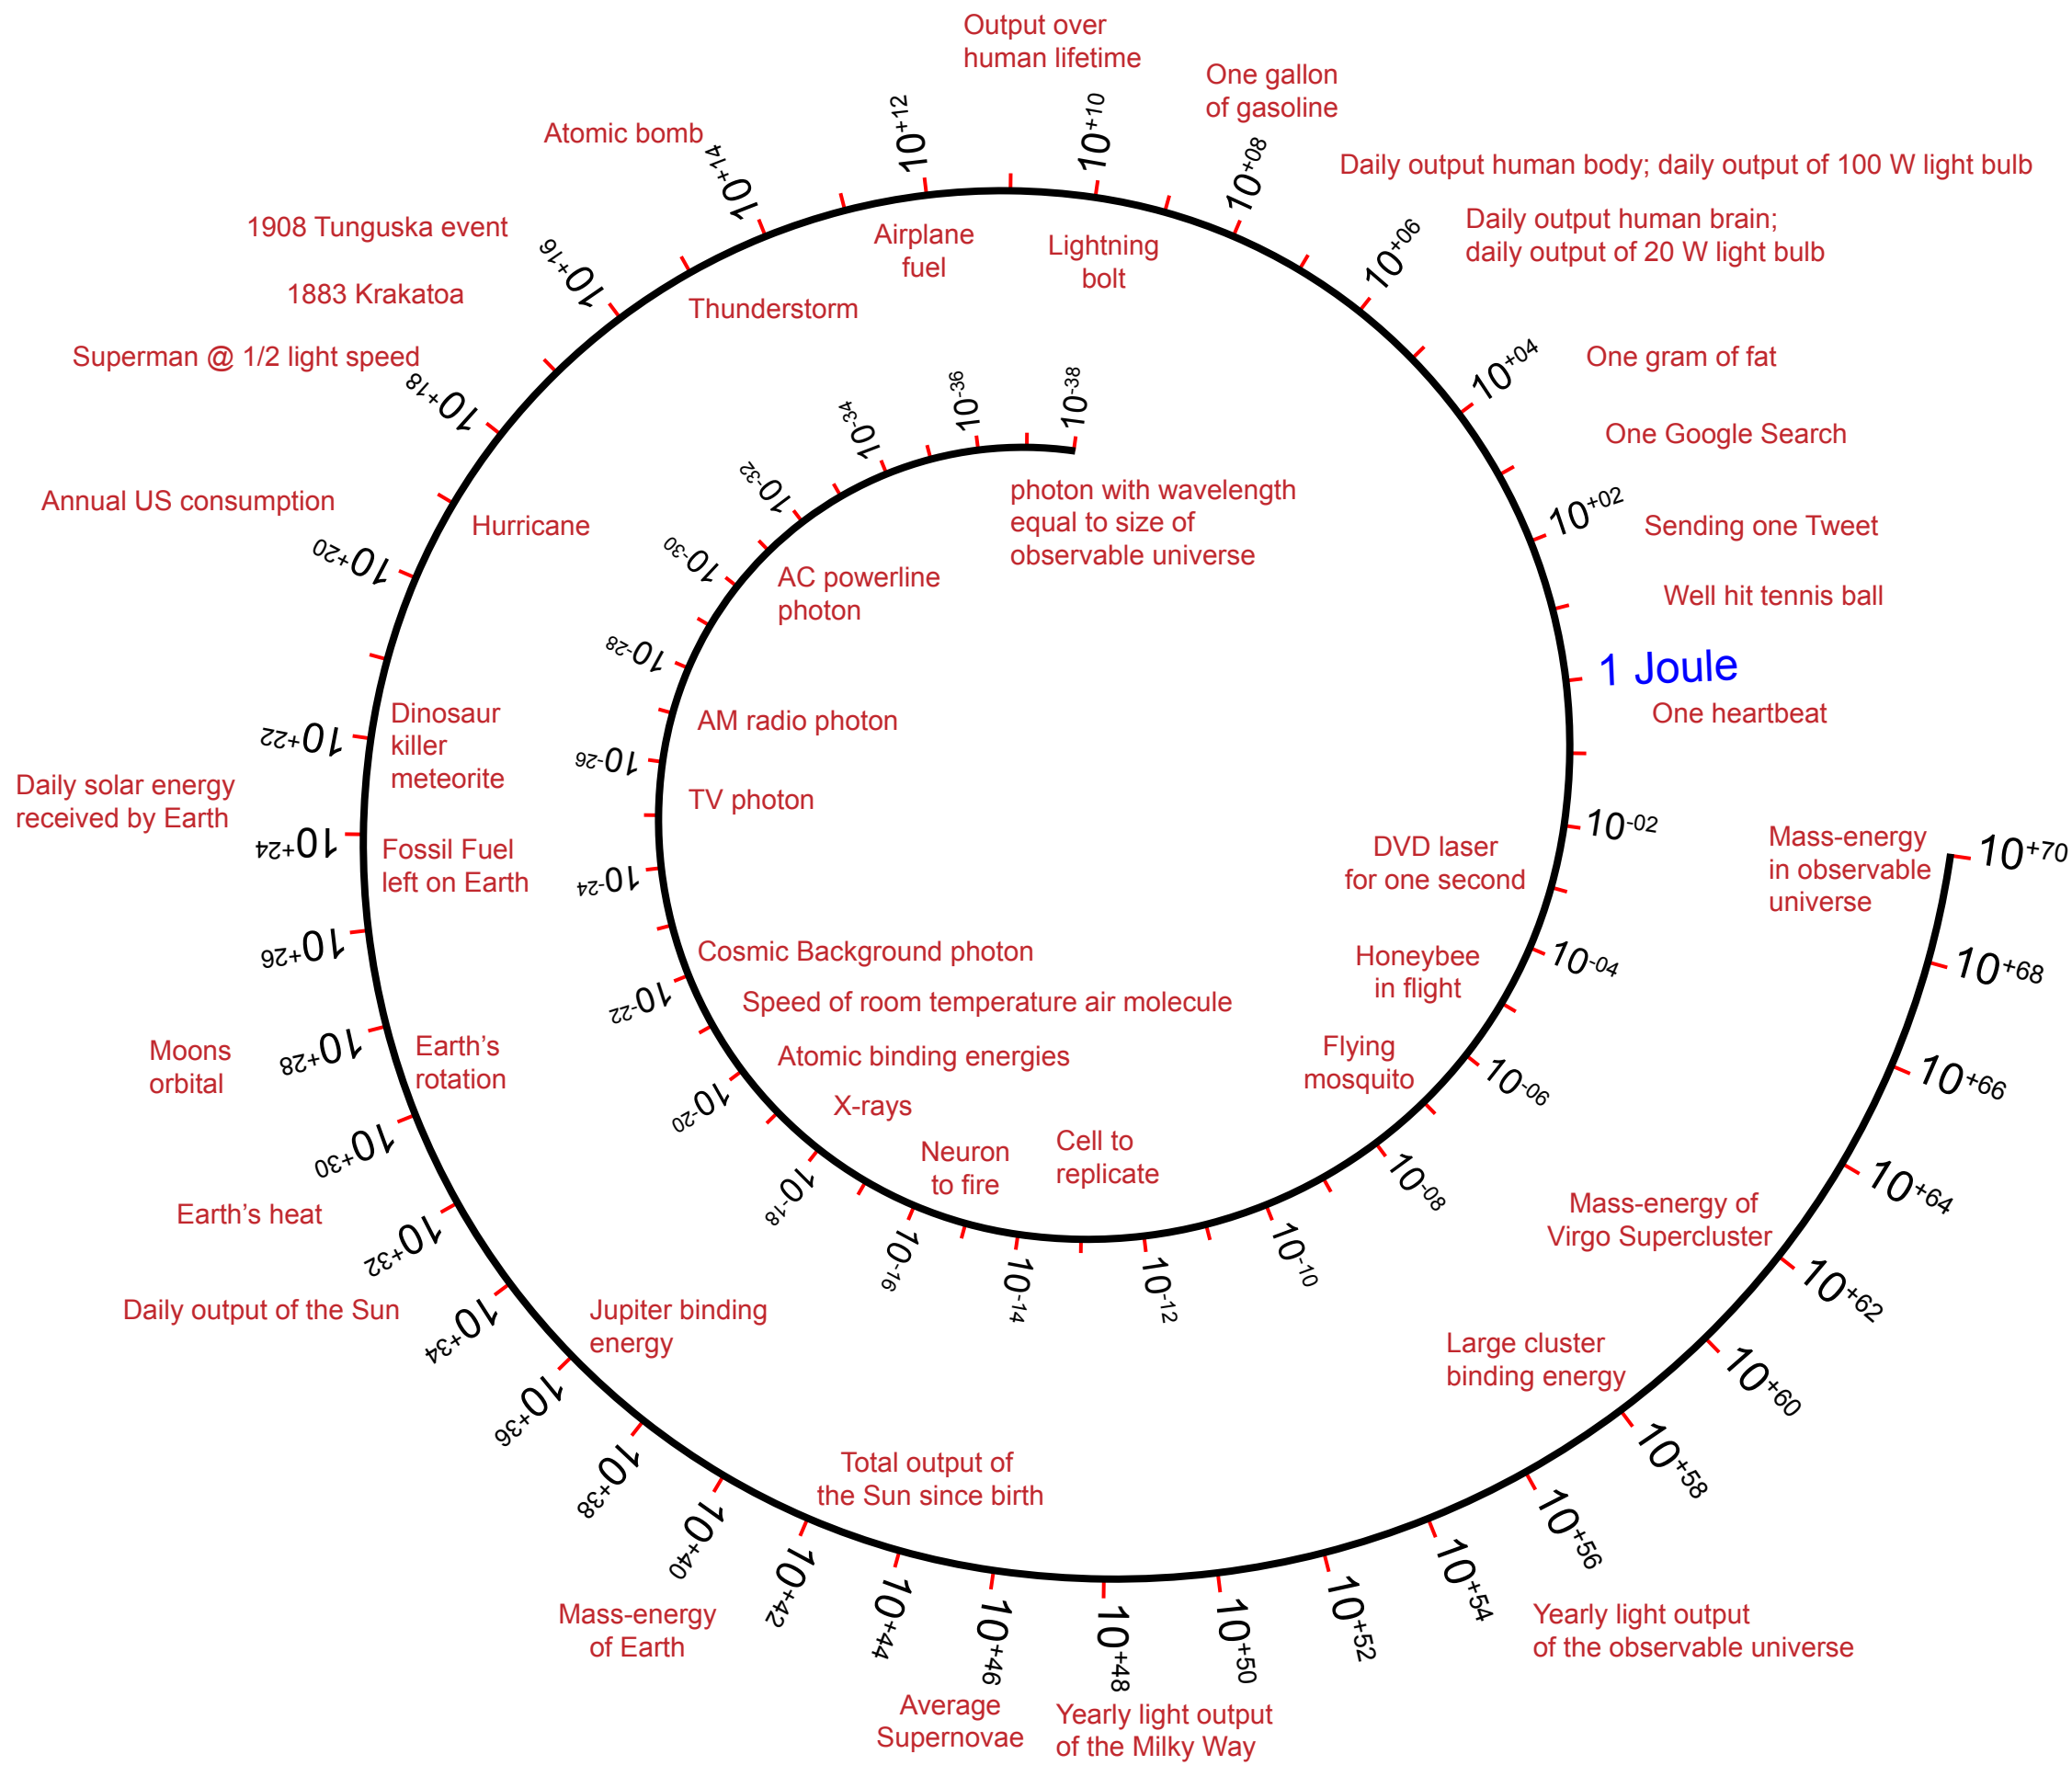 Output over
human lifetime
One gallon
of gasoline
10+12
10+10
10+08
Atomic bomb
10+14
Daily output human body; daily output of 100 W light bulb
Daily output human brain;
daily output of 20 W light bulb
10+06
1908 Tunguska event
10+16
1883 Krakatoa
Airplane
fuel
Lightning
bolt
Thunderstorm
Superman @ 1/2 light speed
10+18
10+04
One gram of fat
One Google Search
10-38
10-36
10-34
10-32
10-30
10-28
photon with wavelength
equal to size of
observable universe
Annual US consumption
Hurricane
10+20
10+02
Sending one Tweet
AC powerline
photon
Well hit tennis ball
1 Joule
One heartbeat
AM radio photon
10-26
TV photon
10-24
10+22
Dinosaur
killer
meteorite
Daily solar energy
received by Earth
10+24
Fossil Fuel
left on Earth
10+26
10-02
DVD laser
for one second
Mass-energy
in observable
universe
10+70
10+68
10-04
Honeybee
in flight
Cosmic Background photon
10-22
Speed of room temperature air molecule
Atomic binding energies
10-20
X-rays
10-18
Neuron
to fire
10-16
Cell to
replicate
10-14
10-12
10-10
10-08
Flying
mosquito
10-06
10+66
10+64
10+28
Moons
orbital
Earth's
rotation
10+30
Earth's heat
10+32
Daily output of the Sun
10+34
Jupiter binding
energy
10+36
10+38
10+40
Total output of
the Sun since birth
10+42
Mass-energy
of Earth
10+44
10+46
Average
Supernovae
10+48
Yearly light output
of the Milky Way
10+50
10+52
10+54
Yearly light output
of the observable universe
10+56
10+58
Large cluster
binding energy
10+60
Mass-energy of
Virgo Supercluster
10+62